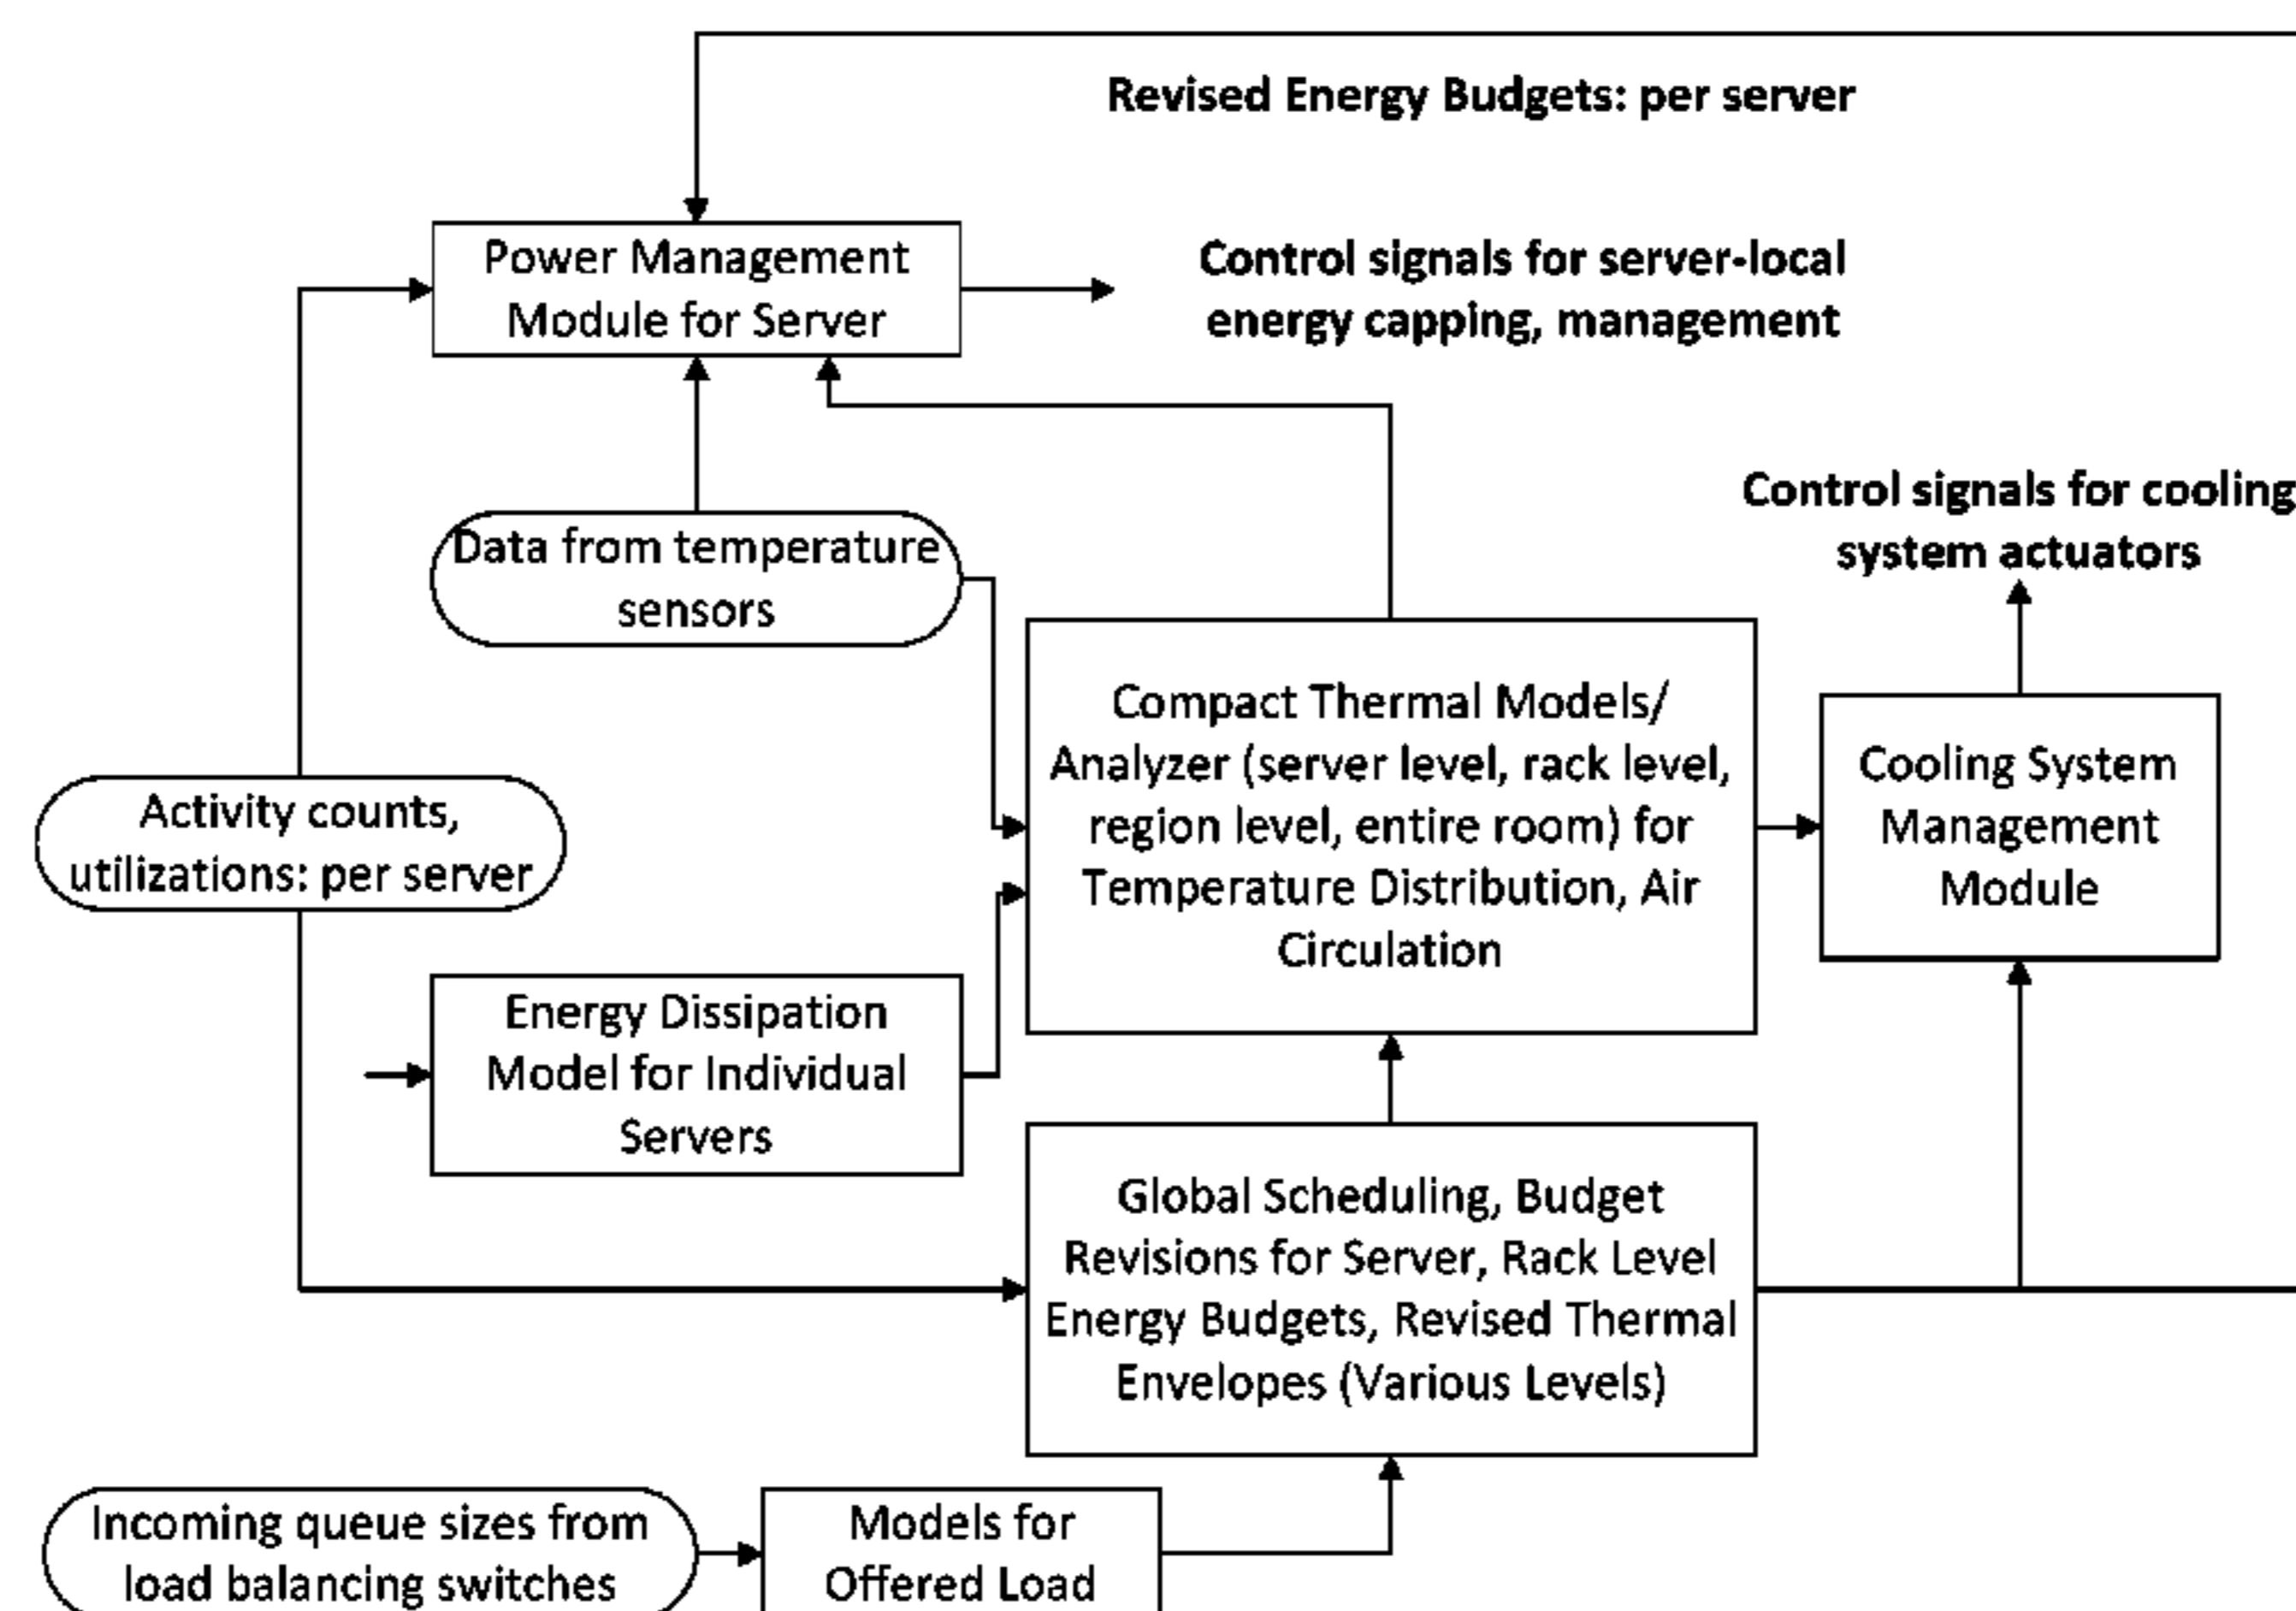 Revised Energy Budgets: per server
Power Management
Module for Server
Control signals for server-local
energy capping, management
Data from temperature
sensors
Control signals for cooling
system actuators
Compact Thermal Models/
Analyzer (server level, rack level,
region level, entire room) for
Temperature Distribution, Air
Circulation
Cooling System
Management
Module
Activity counts,
utilizations: per server
Energy Dissipation
Model for Individual
Servers
Global Scheduling, Budget
Revisions for Server, Rack Level
Energy Budgets, Revised Thermal
Envelopes (Various Levels)
Incoming queue sizes from
load balancing switches
Models for
Offered Load